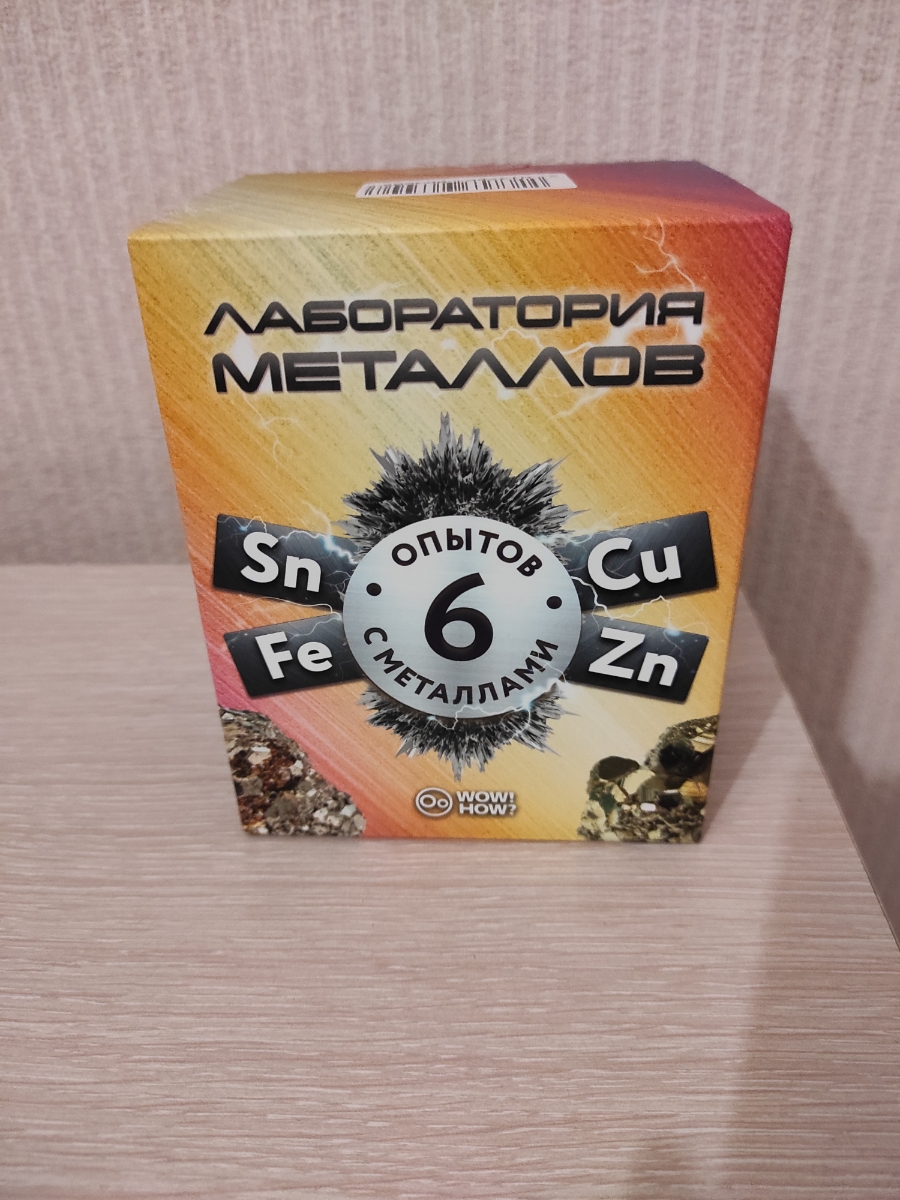 ЛАБОРАТОРИЯ
МЕТАЛЛОВ
Sn
Cu
ОПЫТОВ
6
С МЕТАЛЛАМИ
Fe
Zn
WOW!
HOW?